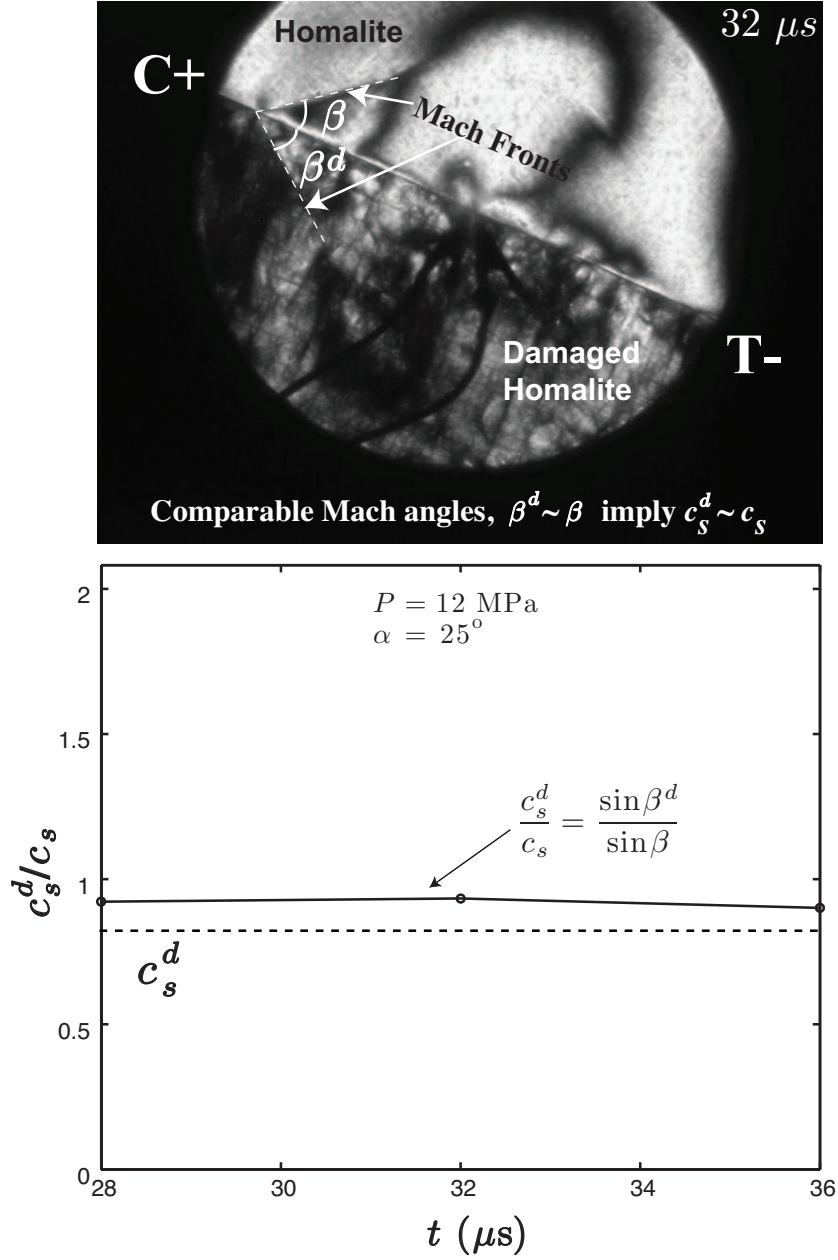 Homalite
32 μs
C+
β
Mach Fronts
β^d
Damaged
Homalite
T-
Comparable Mach angles, β^d ~ β imply c_s^d ~ c_s
2
P = 12 MPa
α = 25°
1.5
c_s^d/c_s = sinβ^d/sinβ
c_s^d/c_s
1
c_s^d
0.5
0
28 30 32 34 36
t (μs)